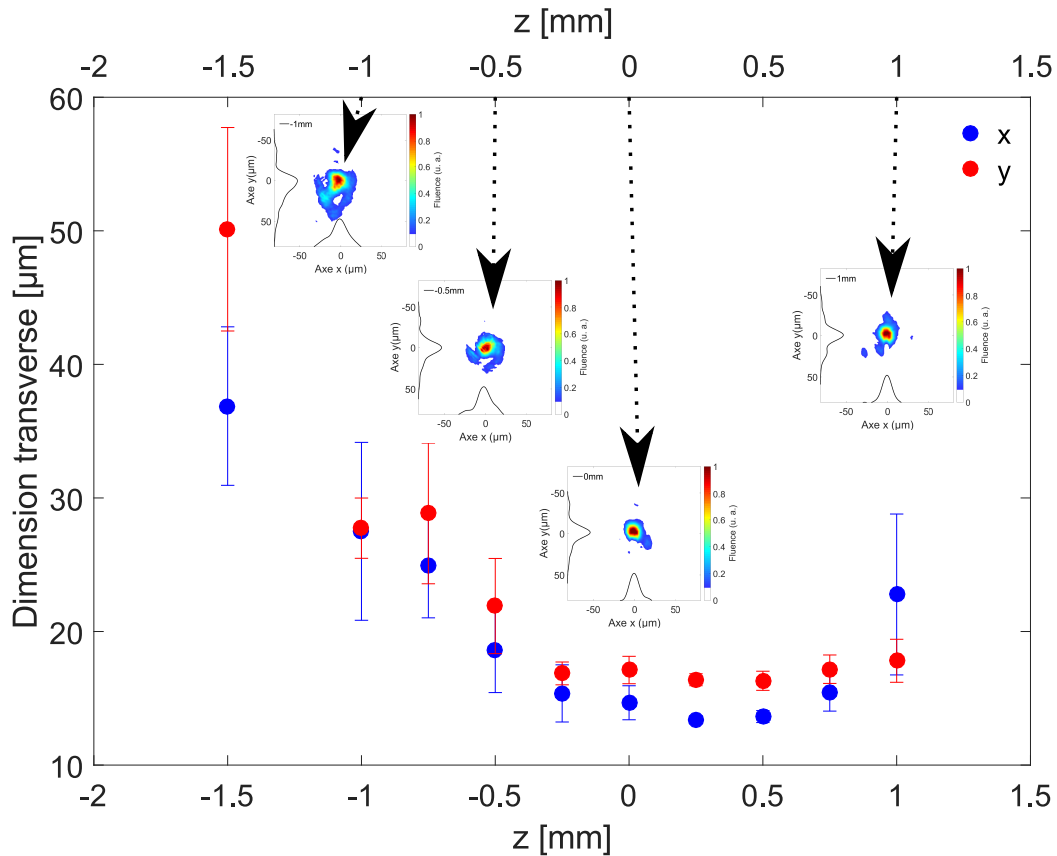 z [mm]
-2 -1.5 -1 -0.5 0 0.5 1 1.5
60
50
40
30
20
10
Dimension transverse [µm]
x
y
-1mm
-50
0
50
Axe y(µm)
-50 0 50
Axe x (µm)
1
0.8
0.6
0.4
0.2
0
Fluence (u. a.)
-0.5mm
-50
0
50
Axe y(µm)
-50 0 50
Axe x (µm)
1
0.8
0.6
0.4
0.2
0
Fluence (u. a.)
1mm
-50
0
50
Axe y(µm)
-50 0 50
Axe x (µm)
1
0.8
0.6
0.4
0.2
0
Fluence (u. a.)
0mm
-50
0
50
Axe y(µm)
-50 0 50
Axe x (µm)
1
0.8
0.6
0.4
0.2
0
Fluence (u. a.)
-2 -1.5 -1 -0.5 0 0.5 1 1.5
z [mm]